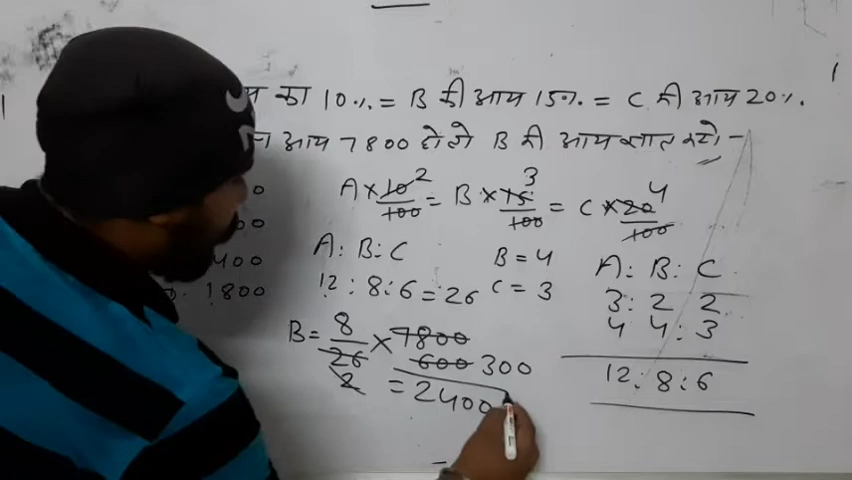 य का 10% = B की आय 15% = C की आय 20%.
आय 7800 हो तो B की आय ज्ञात करो -
A × 10/100 2 = B × 15/100 3 = C × 20/100 4
A : B : C B = 4 A : B : C
12 : 8 : 6 = 26 C = 3 3 : 2 2
4 4 : 3
B = 8/26 × 7800 600 300 12 : 8 : 6
2 = 2400
400
1800